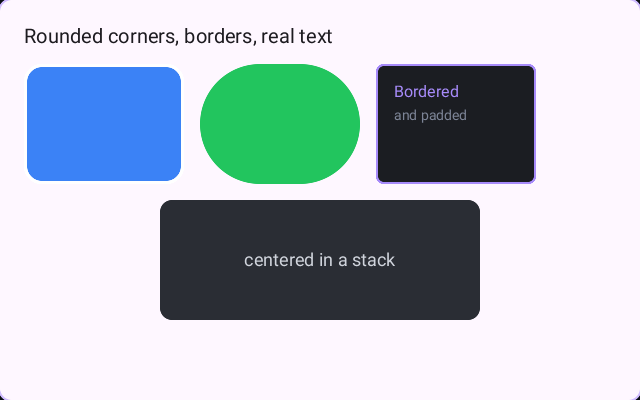 Rounded corners, borders, real text
Bordered
and padded
centered in a stack